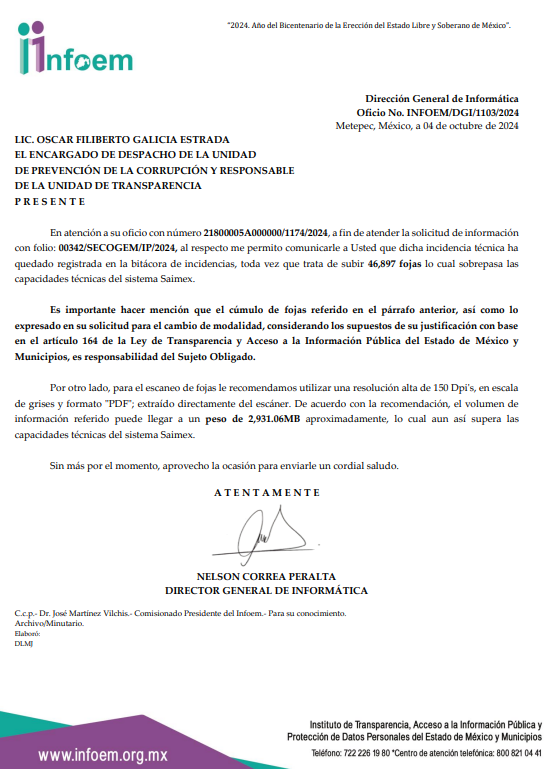 "2024. Año del Bicentenario de la Erección del Estado Libre y Soberano de México".
infoem
Dirección General de Informática
Oficio No. INFOEM/DGI/1103/2024
Metepec, México, a 04 de octubre de 2024
LIC. OSCAR FILIBERTO GALICIA ESTRADA
EL ENCARGADO DE DESPACHO DE LA UNIDAD
DE PREVENCIÓN DE LA CORRUPCIÓN Y RESPONSABLE
DE LA UNIDAD DE TRANSPARENCIA
P R E S E N T E
En atención a su oficio con número 21800005A000000/1174/2024, a fin de atender la solicitud de información
con folio: 00342/SECOGEM/IP/2024, al respecto me permito comunicarle a Usted que dicha incidencia técnica ha
quedado registrada en la bitácora de incidencias, toda vez que trata de subir 46,897 fojas lo cual sobrepasa las
capacidades técnicas del sistema Saimex.
Es importante hacer mención que el cúmulo de fojas referido en el párrafo anterior, así como lo
expresado en su solicitud para el cambio de modalidad, considerando los supuestos de su justificación con base
en el artículo 164 de la Ley de Transparencia y Acceso a la Información Pública del Estado de México y
Municipios, es responsabilidad del Sujeto Obligado.
Por otro lado, para el escaneo de fojas le recomendamos utilizar una resolución alta de 150 Dpi's, en escala
de grises y formato "PDF"; extraído directamente del escáner. De acuerdo con la recomendación, el volumen de
información referido puede llegar a un peso de 2,931.06MB aproximadamente, lo cual aun así supera las
capacidades técnicas del sistema Saimex.
Sin más por el momento, aprovecho la ocasión para enviarle un cordial saludo.
A T E N T A M E N T E
NELSON CORREA PERALTA
DIRECTOR GENERAL DE INFORMÁTICA
C.c.p.- Dr. José Martínez Vilchis.- Comisionado Presidente del Infoem.- Para su conocimiento.
Archivo/Minutario.
Elaboró:
DLMJ
Instituto de Transparencia, Acceso a la Información Pública y
Protección de Datos Personales del Estado de México y Municipios
Teléfono: 722 226 19 80 *Centro de atención telefónica: 800 821 04 41
www.infoem.org.mx